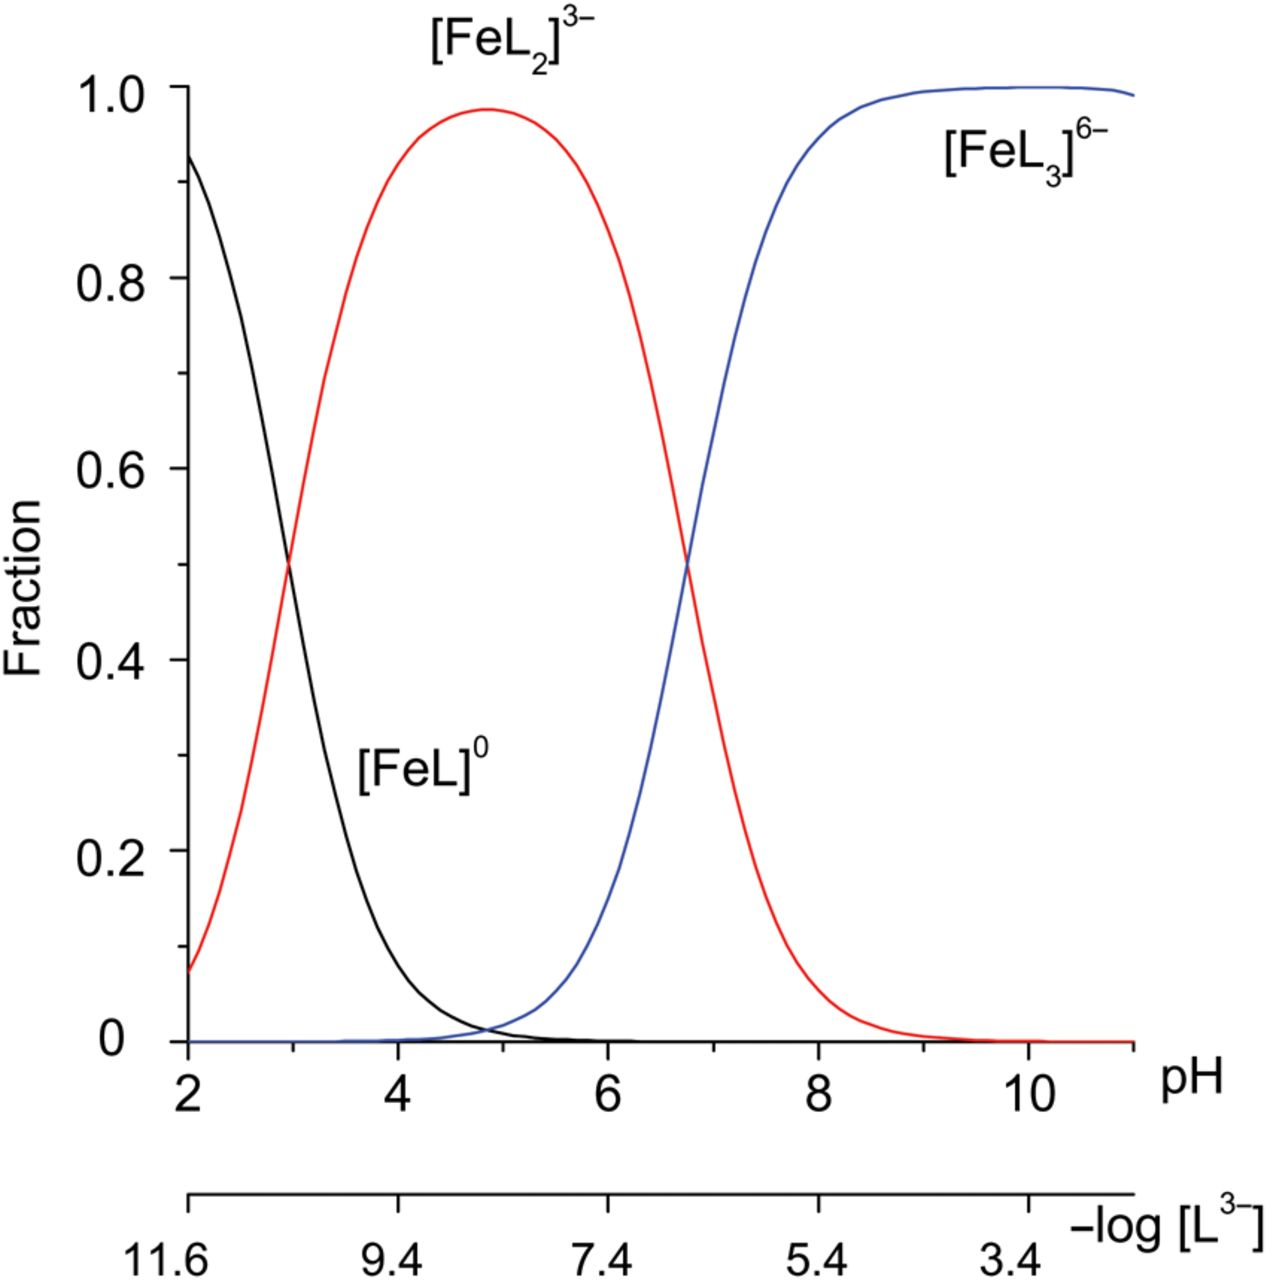 [FeL₂]³⁻
1.0
[FeL₃]⁶⁻
0.8
0.6
Fraction
0.4
[FeL]⁰
0.2
0
2 4 6 8 10 pH
–log [L³⁻]
11.6 9.4 7.4 5.4 3.4